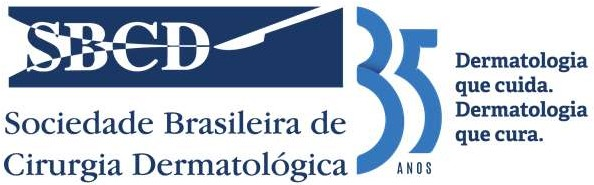 SBCD
Sociedade Brasileira de
Cirurgia Dermatológica
35
ANOS
Dermatologia
que cuida.
Dermatologia
que cura.